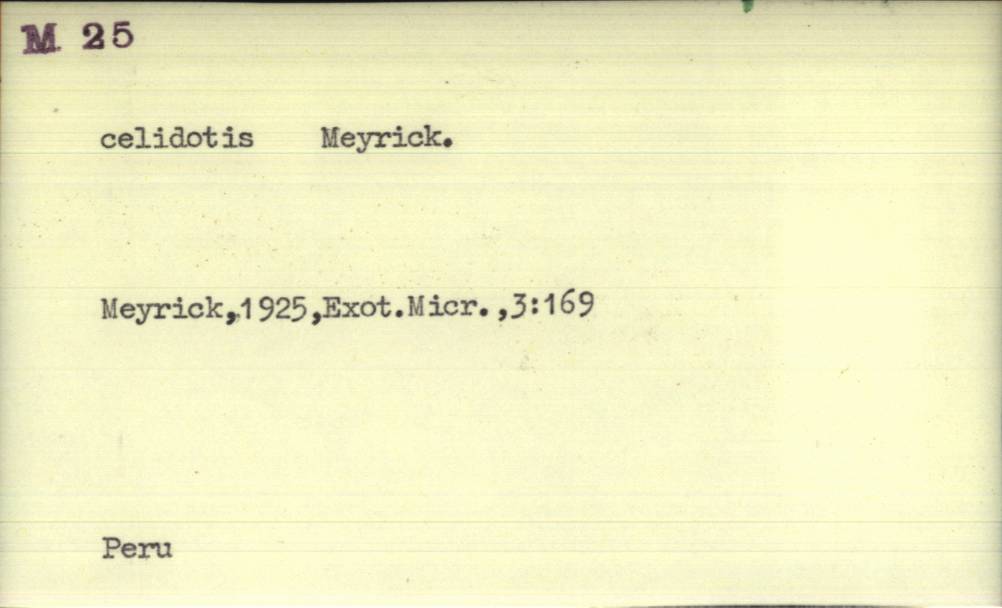 M 25
celidotis Meyrick.
Meyrick,1925,Exot.Micr.,3:169
Peru